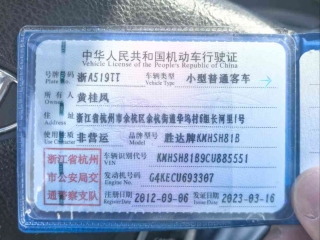 中华人民共和国机动车行驶证
Vehicle License of the People's Republic of China
号牌号码 浙A519TT 车辆类型 小型普通客车
Plate No. Vehicle Type
所有人 黄桂凤
Owner
住址 浙江省杭州市余杭区余杭街道华坞村6组长河里1号
Address
使用性质 非营运 品牌型号 胜达牌KMHSH81B
Use Character Model
浙江省杭州 车辆识别代号 KMHSH81B9CU885551
VIN
市公安局交 发动机号码 G4KECU693307
Engine No.
通警察支队 注册日期 2012-09-06 发证日期 2023-03-16
Register Date Issue Date